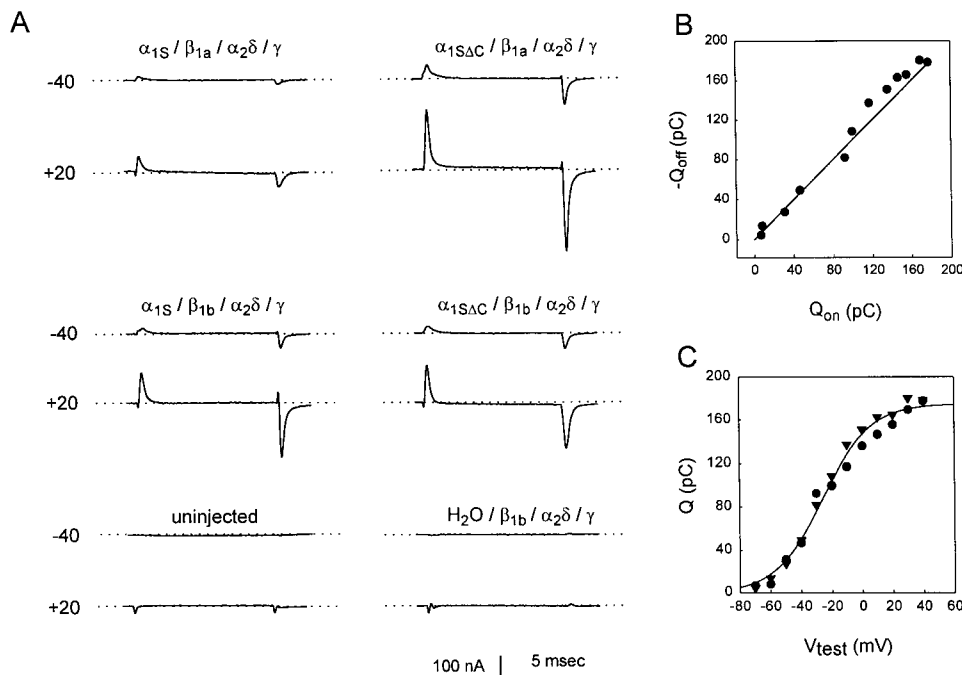 A
α1S / β1a / α2δ / γ
α1SΔC / β1a / α2δ / γ
-40
+20
α1S / β1b / α2δ / γ
α1SΔC / β1b / α2δ / γ
-40
+20
uninjected
H2O / β1b / α2δ / γ
-40
+20
100 nA
5 msec
B
200
160
120
80
40
0
-Qoff (pC)
0 40 80 120 160 200
Qon (pC)
C
200
160
120
80
40
0
Q (pC)
-80 -60 -40 -20 0 20 40 60
Vtest (mV)